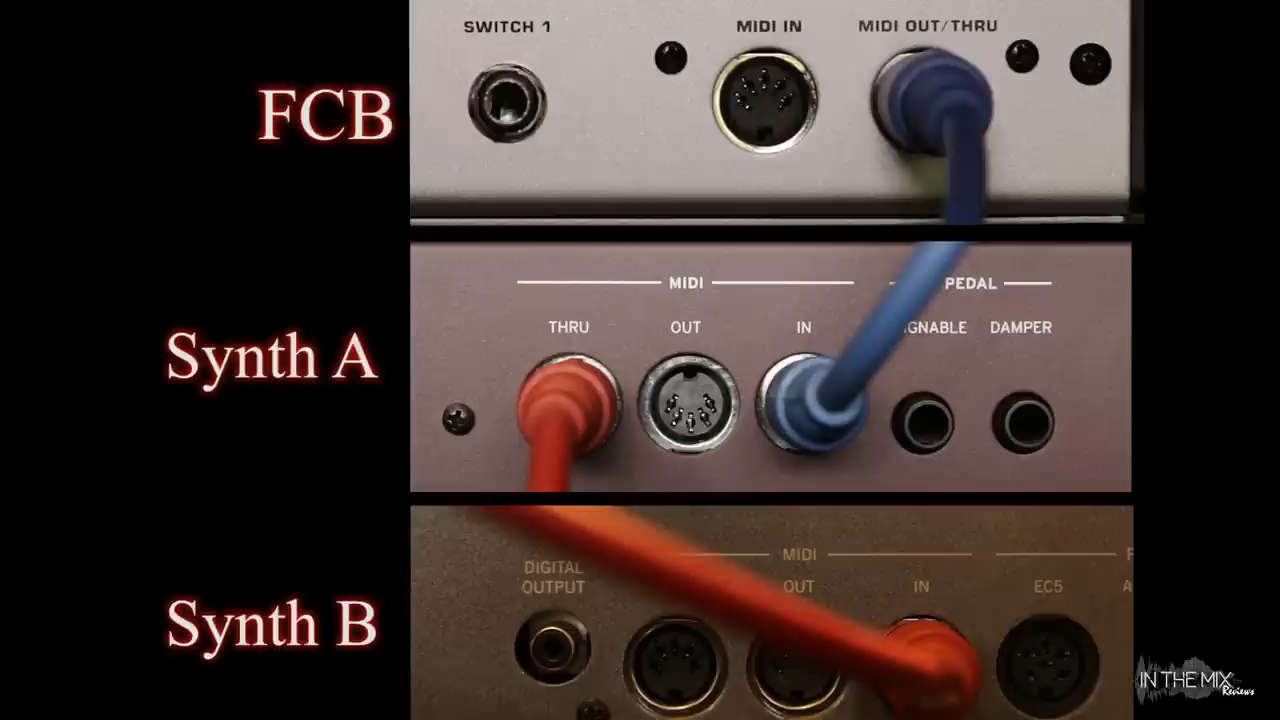 SWITCH 1
MIDI IN
MIDI OUT/THRU
FCB
MIDI
PEDAL
THRU
OUT
IN
DAMPER
Synth A
MIDI
DIGITAL
OUTPUT
OUT
IN
EC5
Synth B
IN THE MIX
Reviews